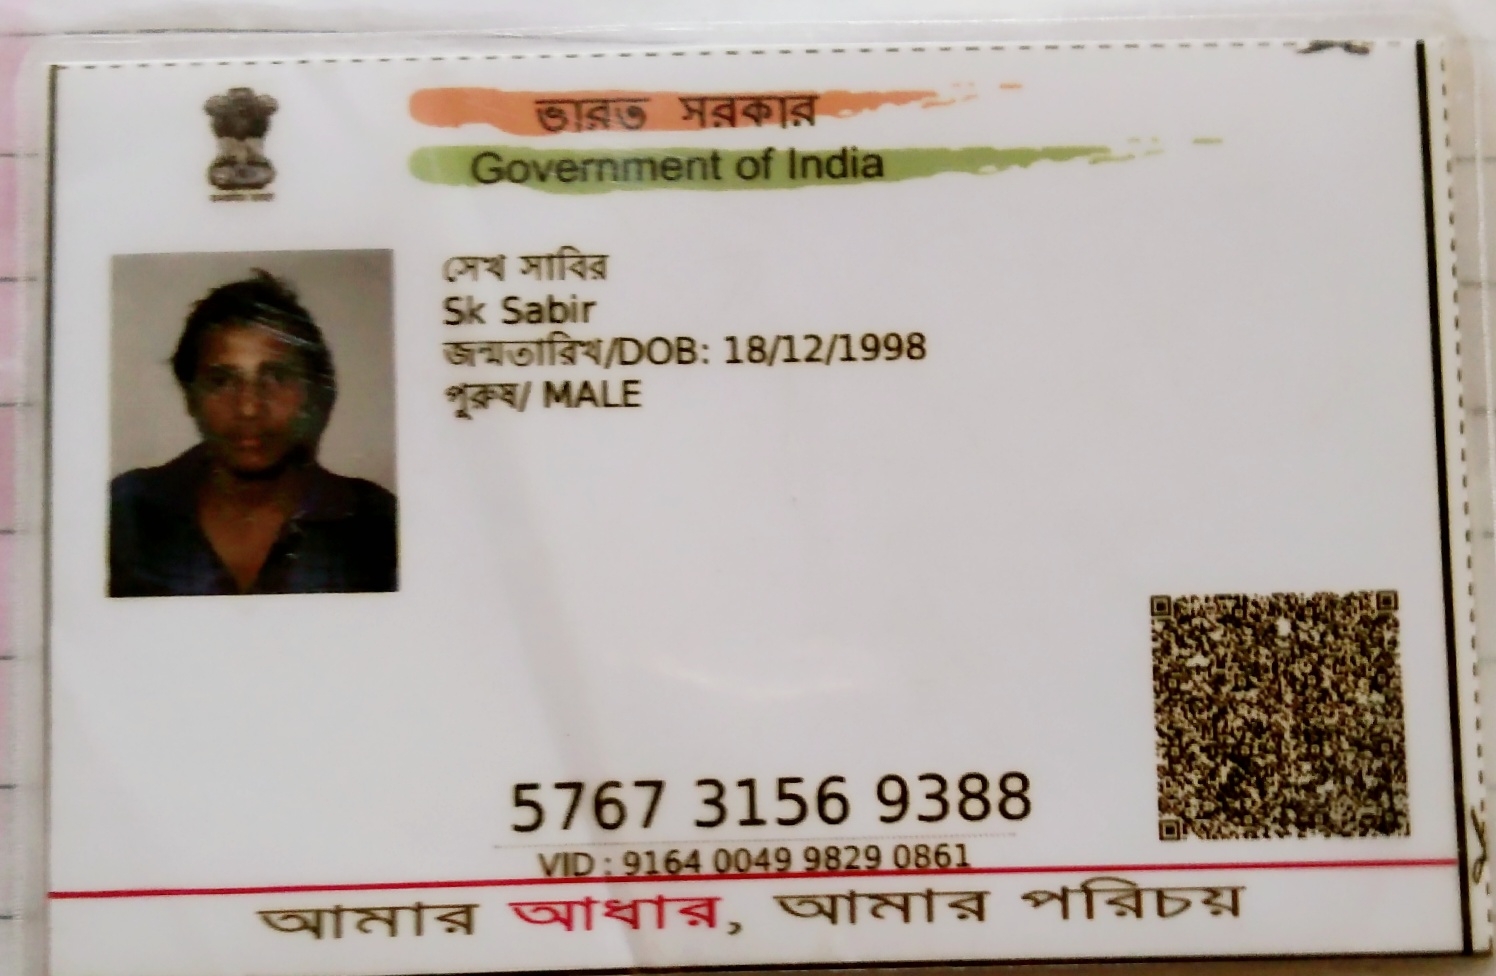 ভারত সরকার
Government of India
সেখ সাবির
Sk Sabir
জন্মতারিখ/DOB: 18/12/1998
পুরুষ/ MALE
5767 3156 9388
VID : 9164 0049 9829 0861
আমার আধার, আমার পরিচয়